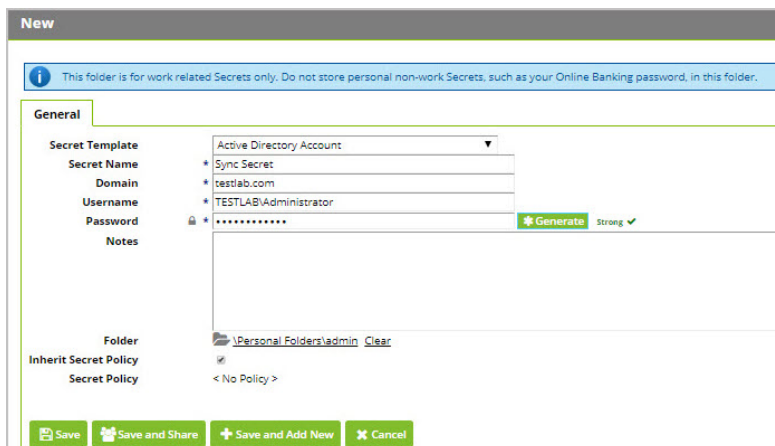 New
This folder is for work related Secrets only. Do not store personal non-work Secrets, such as your Online Banking password, in this folder.
General
Secret Template Active Directory Account
Secret Name * Sync Secret
Domain * testlab.com
Username * TESTLAB\Administrator
Password * •••••••••••• Generate Strong
Notes
Folder \Personal Folders\admin Clear
Inherit Secret Policy
Secret Policy < No Policy >
Save Save and Share Save and Add New Cancel